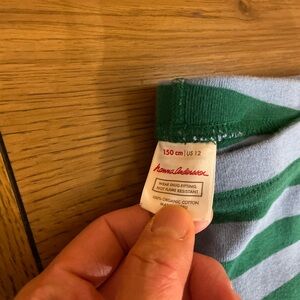 150 cm | US 12
hanna andersson
WEAR SNUG-FITTING,
NOT FLAME RESISTANT
100% ORGANIC COTTON